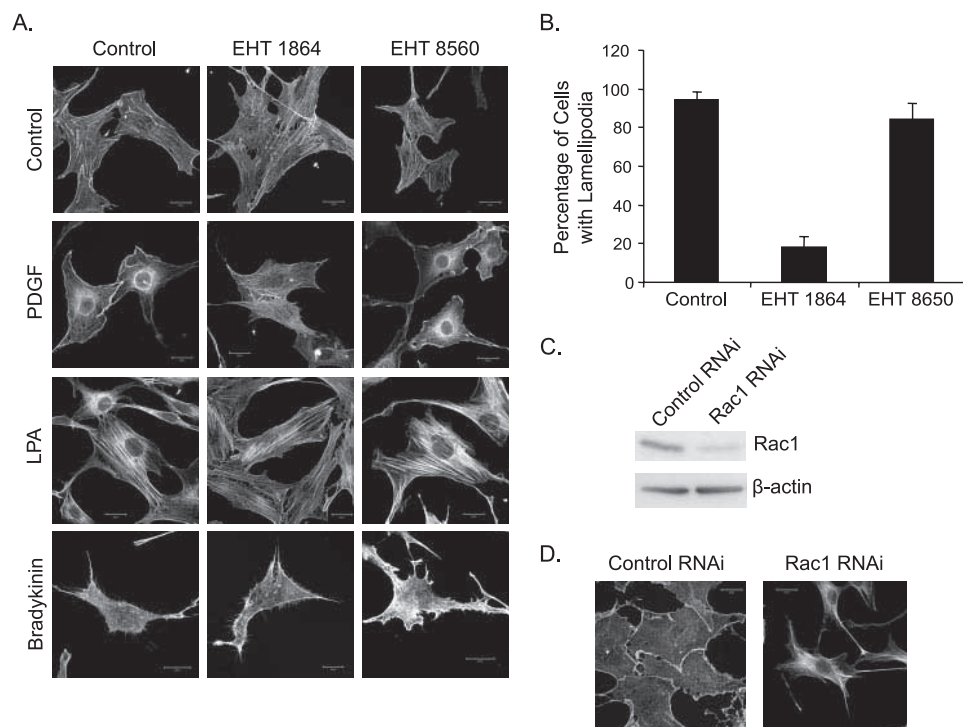 A.
Control
EHT 1864
EHT 8560
Control
PDGF
LPA
Bradykinin
B.
Percentage of Cells
with Lamellipodia
120
100
80
60
40
20
0
Control
EHT 1864
EHT 8650
C.
Control RNAi
Rac1 RNAi
Rac1
β-actin
D.
Control RNAi
Rac1 RNAi